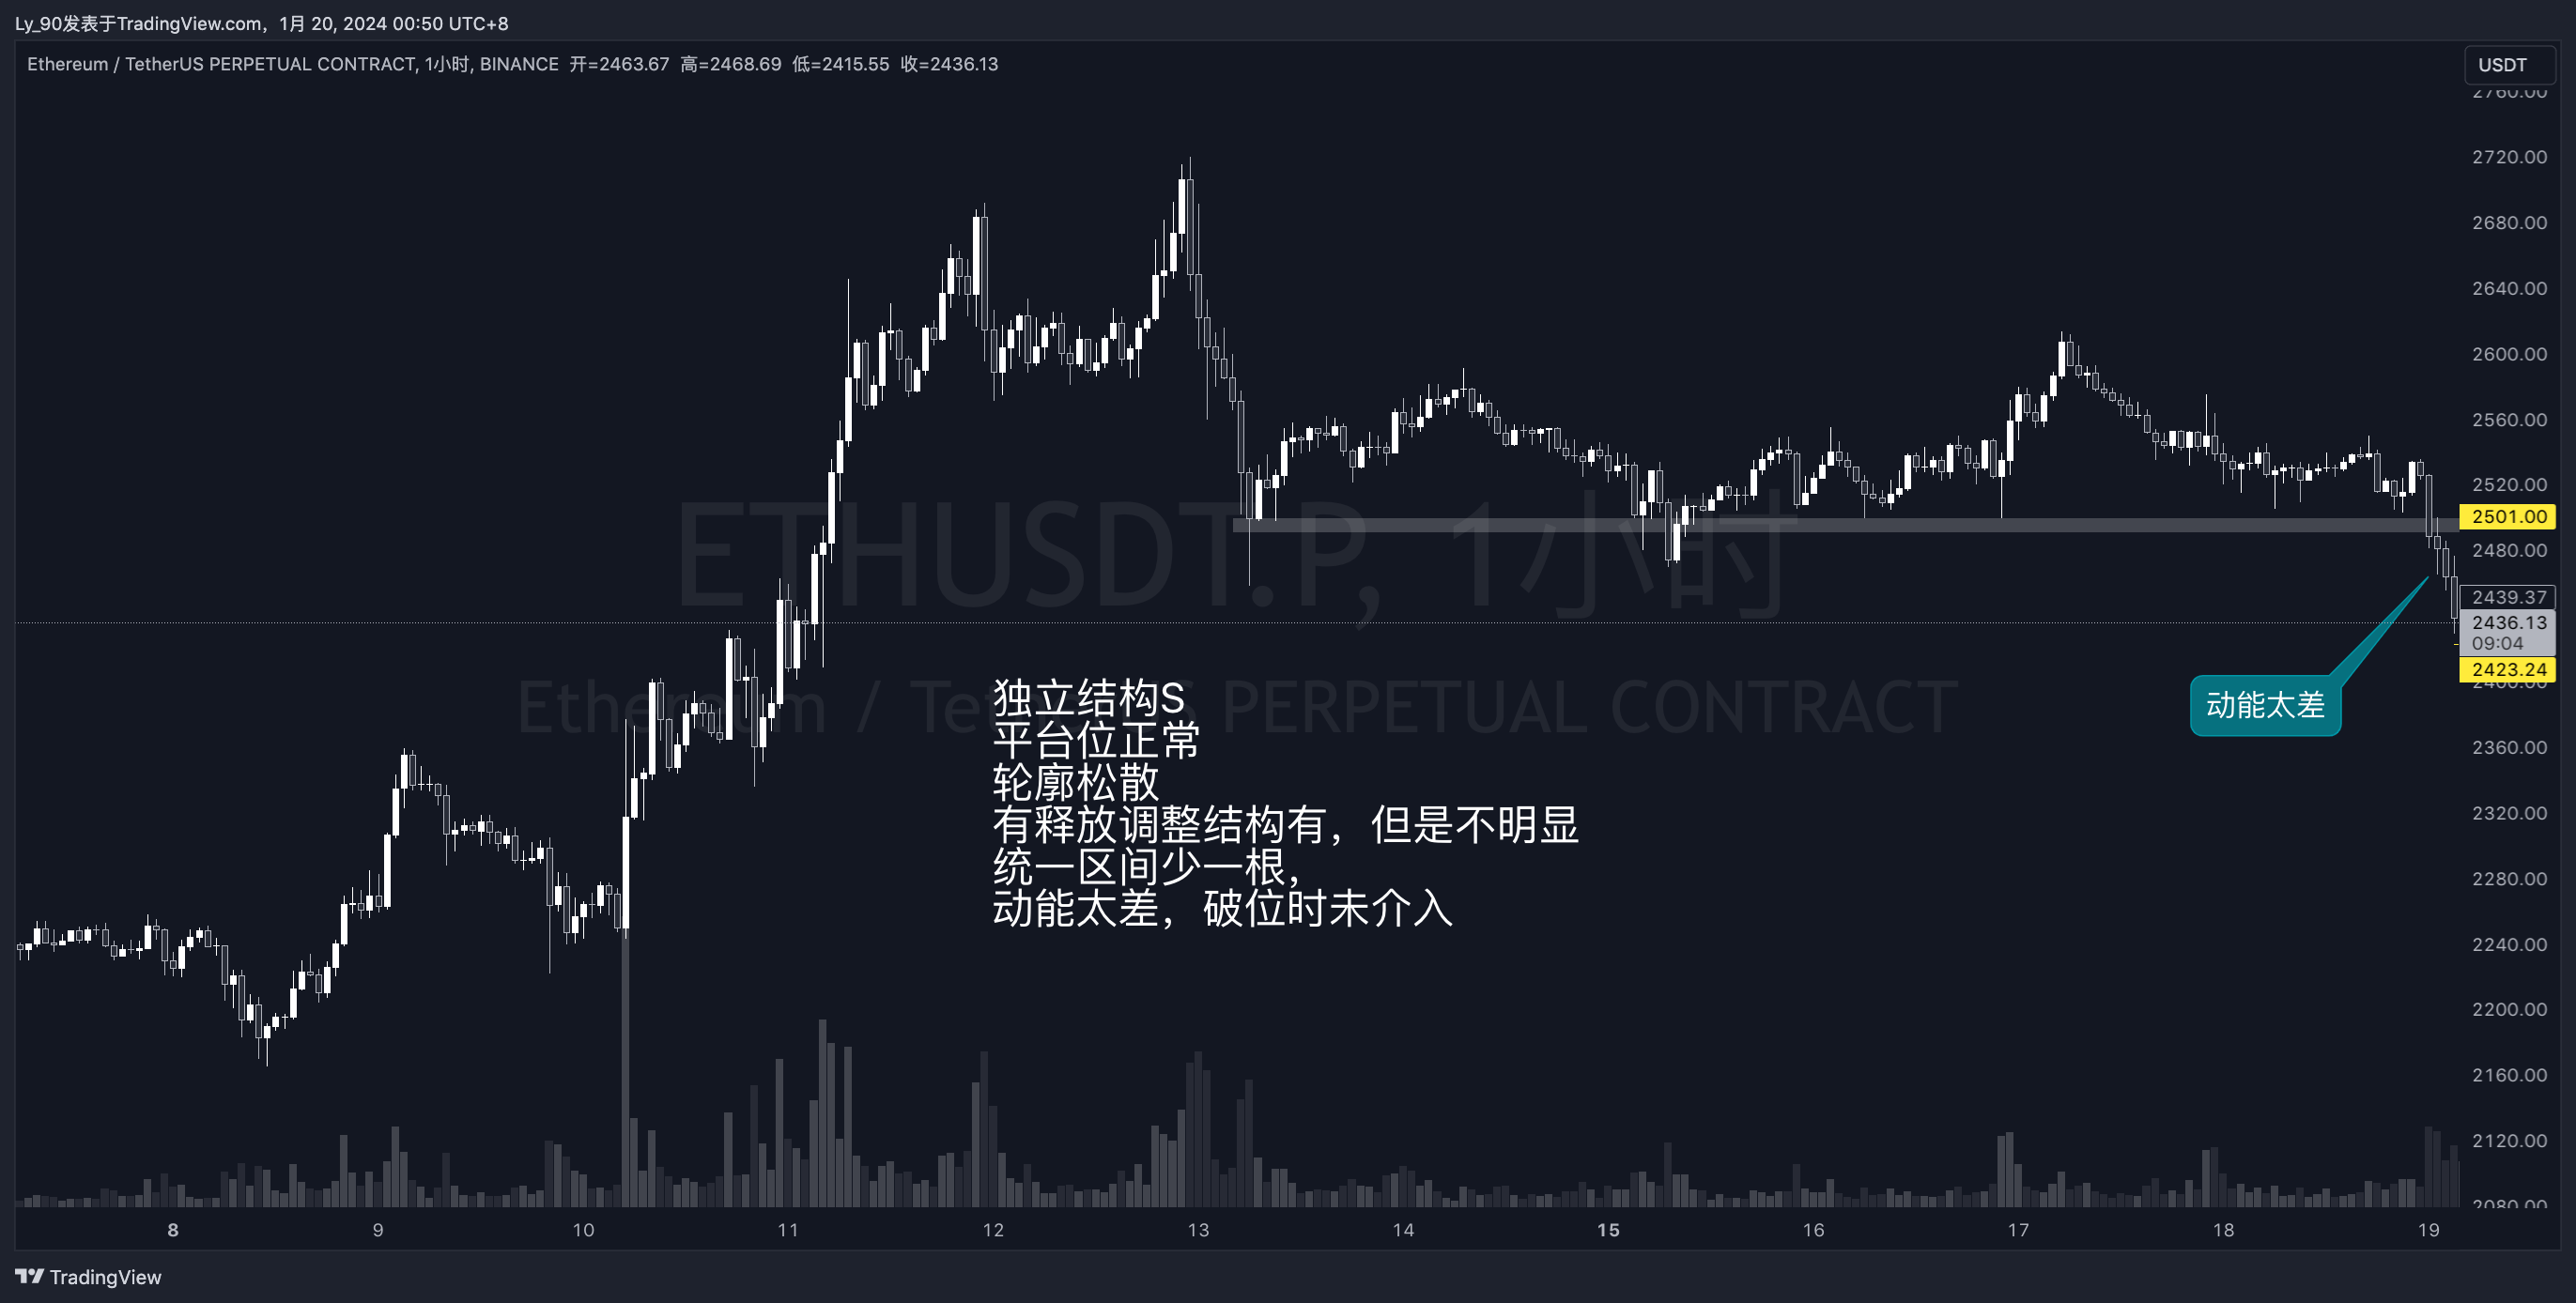 Ly_90发表于TradingView.com，1月 20, 2024 00:50 UTC+8
Ethereum / TetherUS PERPETUAL CONTRACT, 1小时, BINANCE 开=2463.67 高=2468.69 低=2415.55 收=2436.13
USDT
2760.00
2720.00
2680.00
2640.00
2600.00
2560.00
2520.00
2501.00
2480.00
2439.37
2436.13
09:04
2423.24
2400.00
2360.00
2320.00
2280.00
2240.00
2200.00
2160.00
2120.00
2080.00
ETHUSDT.P, 1小时
Ethereum / TetherUS PERPETUAL CONTRACT
独立结构S
平台位正常
轮廓松散
有释放调整结构有，但是不明显
统一区间少一根，
动能太差，破位时未介入
动能太差
8 9 10 11 12 13 14 15 16 17 18 19
TradingView